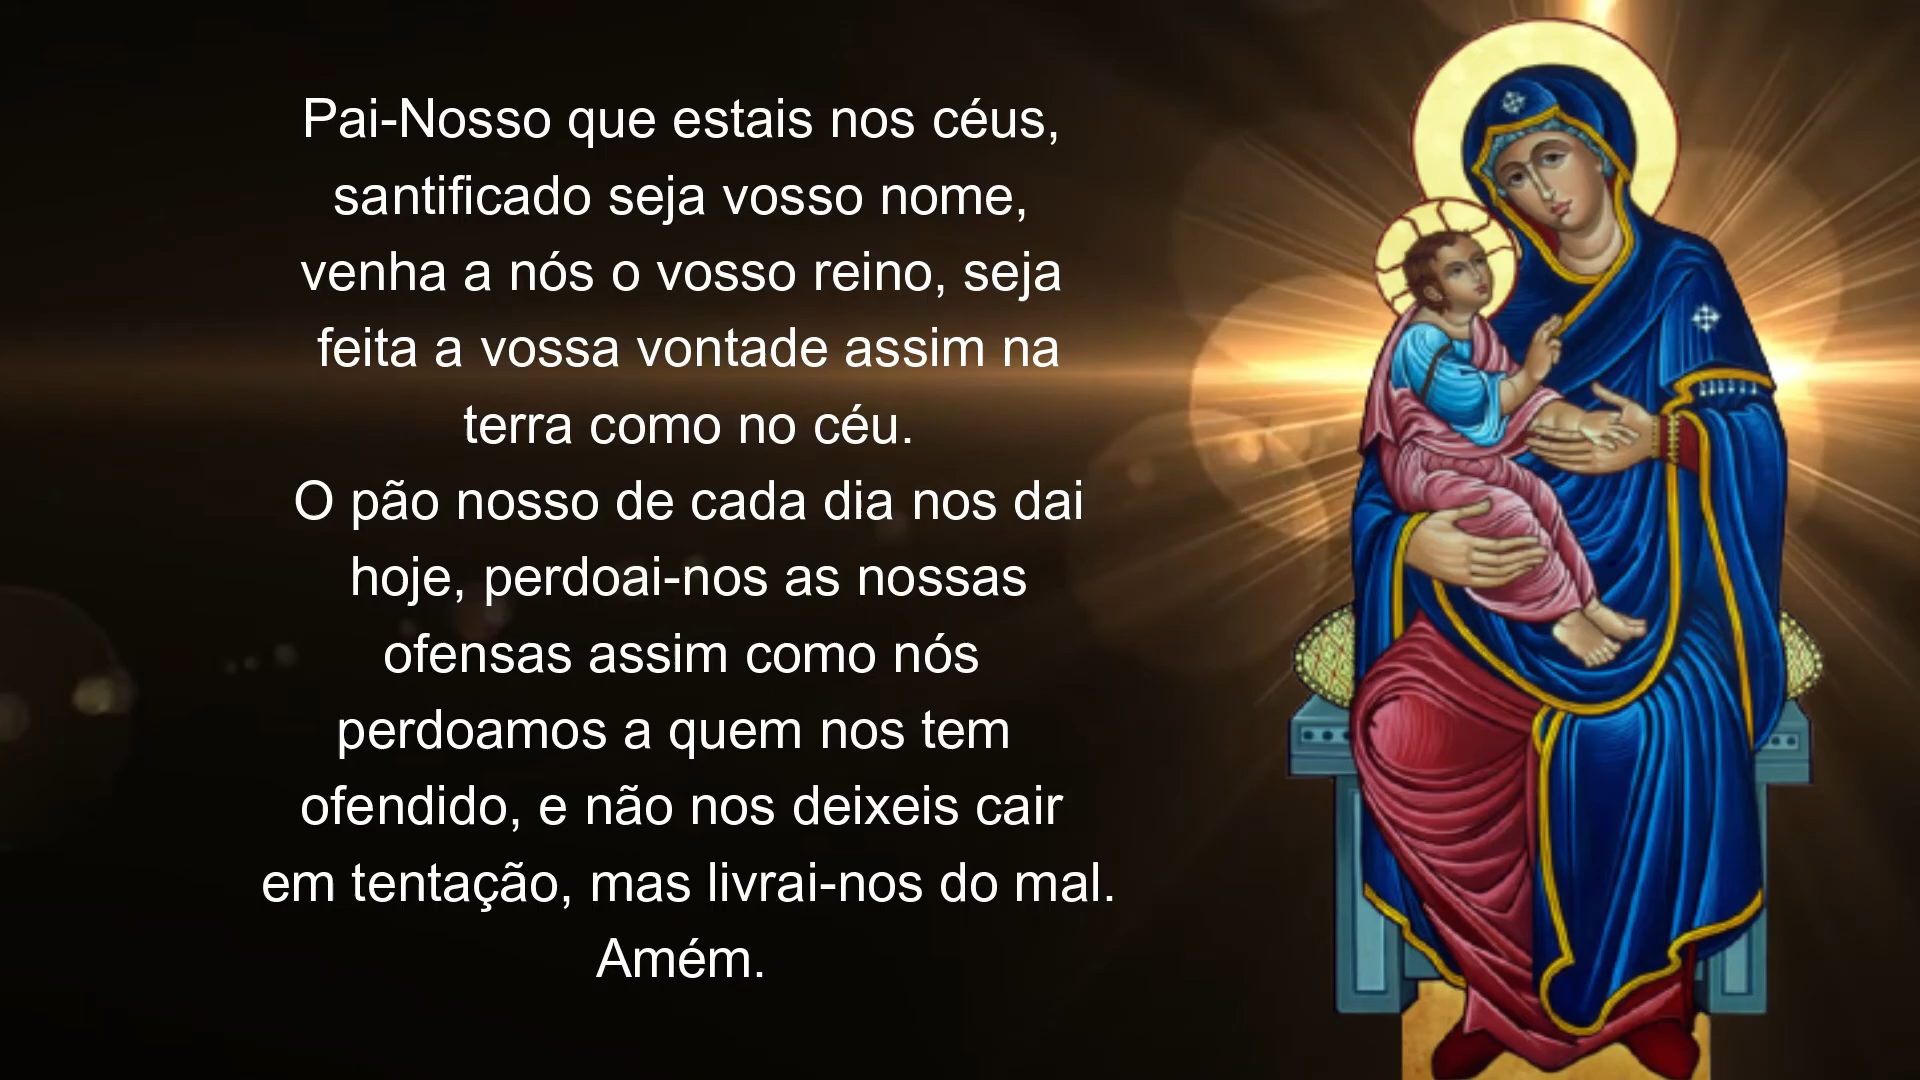 Pai-Nosso que estais nos céus,
santificado seja vosso nome,
venha a nós o vosso reino, seja
feita a vossa vontade assim na
terra como no céu.
O pão nosso de cada dia nos dai
hoje, perdoai-nos as nossas
ofensas assim como nós
perdoamos a quem nos tem
ofendido, e não nos deixeis cair
em tentação, mas livrai-nos do mal.
Amém.